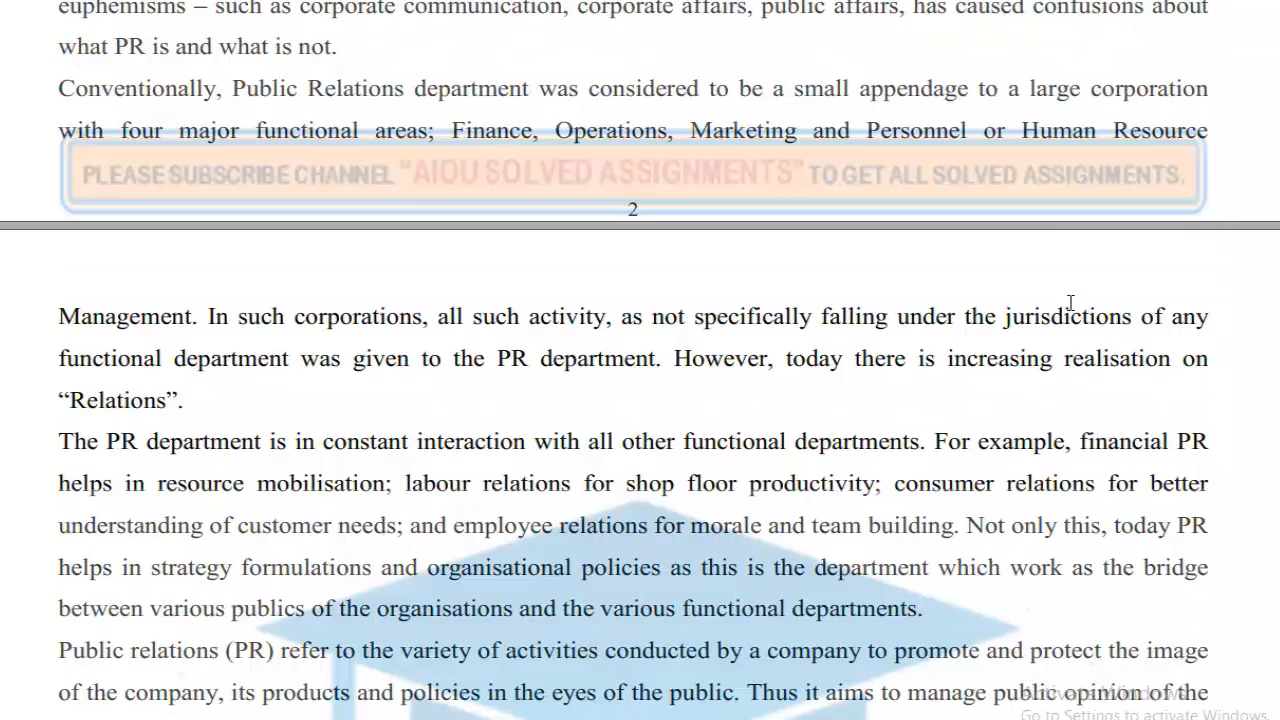 euphemisms – such as corporate communication, corporate affairs, public affairs, has caused confusions about
what PR is and what is not.
Conventionally, Public Relations department was considered to be a small appendage to a large corporation
with four major functional areas; Finance, Operations, Marketing and Personnel or Human Resource
PLEASE SUBSCRIBE CHANNEL "AIOU SOLVED ASSIGNMENTS" TO GET ALL SOLVED ASSIGNMENTS.
2
Management. In such corporations, all such activity, as not specifically falling under the jurisdictions of any
functional department was given to the PR department. However, today there is increasing realisation on
“Relations”.
The PR department is in constant interaction with all other functional departments. For example, financial PR
helps in resource mobilisation; labour relations for shop floor productivity; consumer relations for better
understanding of customer needs; and employee relations for morale and team building. Not only this, today PR
helps in strategy formulations and organisational policies as this is the department which work as the bridge
between various publics of the organisations and the various functional departments.
Public relations (PR) refer to the variety of activities conducted by a company to promote and protect the image
of the company, its products and policies in the eyes of the public. Thus it aims to manage public opinion of the
Activate Windows
Go to Settings to activate Windows.